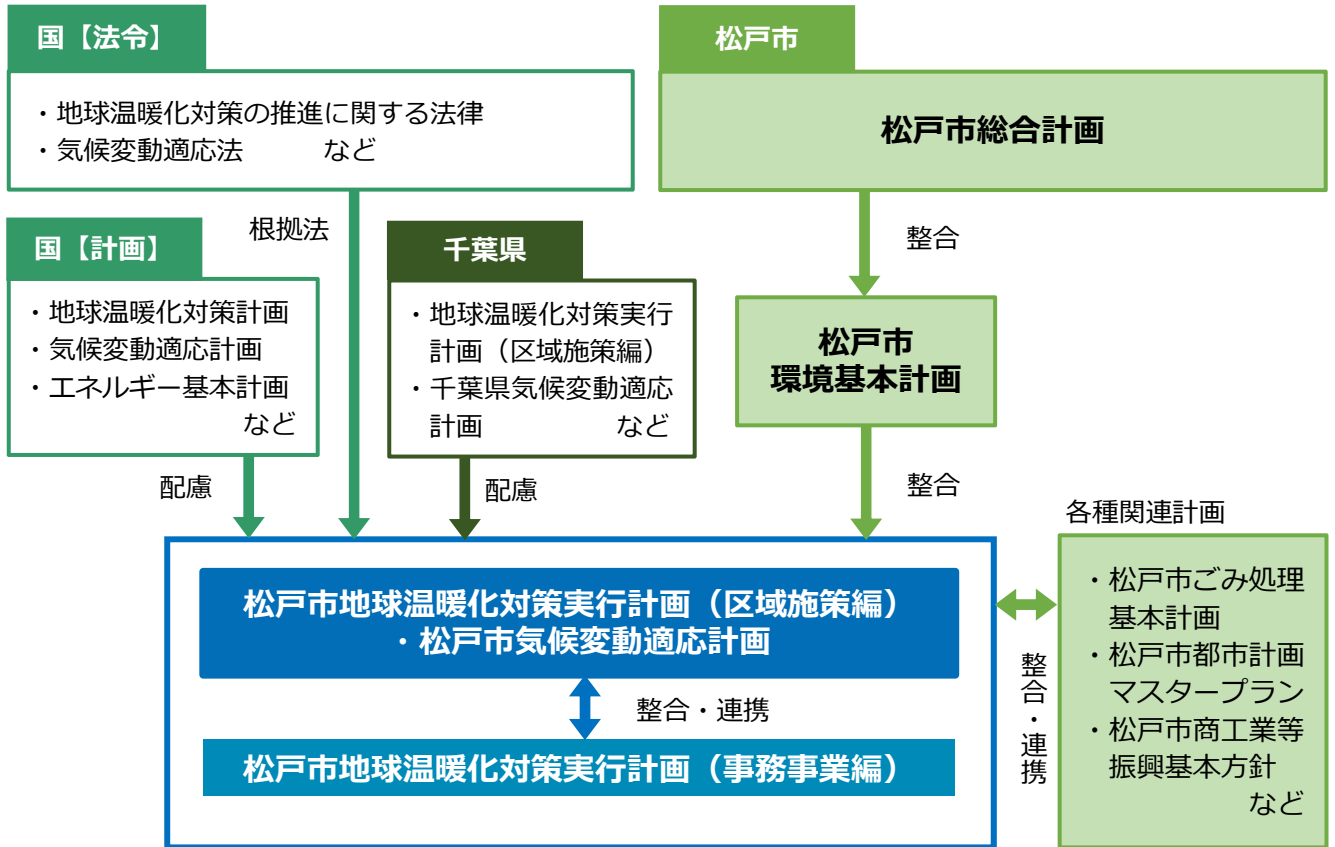 国【法令】
・地球温暖化対策の推進に関する法律
・気候変動適応法　　　など
松戸市
松戸市総合計画
根拠法
整合
国【計画】
・地球温暖化対策計画
・気候変動適応計画
・エネルギー基本計画
など
千葉県
・地球温暖化対策実行
計画（区域施策編）
・千葉県気候変動適応
計画　　　　　など
松戸市
環境基本計画
配慮
配慮
整合
各種関連計画
・松戸市ごみ処理
基本計画
・松戸市都市計画
マスタープラン
・松戸市商工業等
振興基本方針
など
整合・連携
松戸市地球温暖化対策実行計画（区域施策編）
・松戸市気候変動適応計画
整合・連携
松戸市地球温暖化対策実行計画（事務事業編）